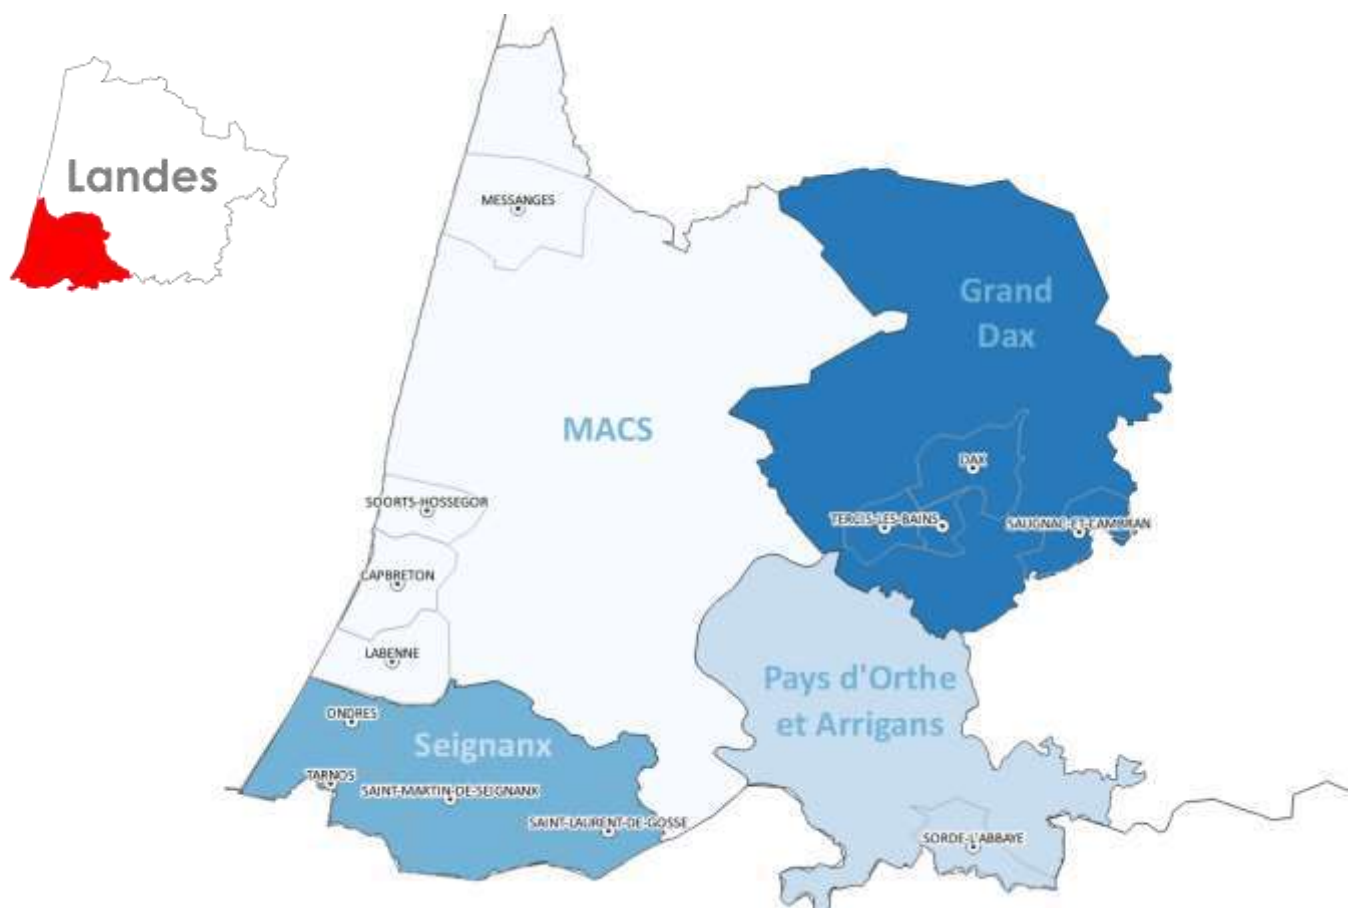 Landes
MESSANGES
Grand
Dax
MACS
DAX
SOORTS-HOSSEGOR
TERCIS-LES-BAINS
SAUGNAC-ET-CAMBRAN
CAPBRETON
LABENNE
Pays d'Orthe
et Arrigans
ONDRES
Seignanx
TARNOS
SAINT-MARTIN-DE-SEIGNANX
SAINT-LAURENT-DE-GOSSE
SORDE-L'ABBAYE